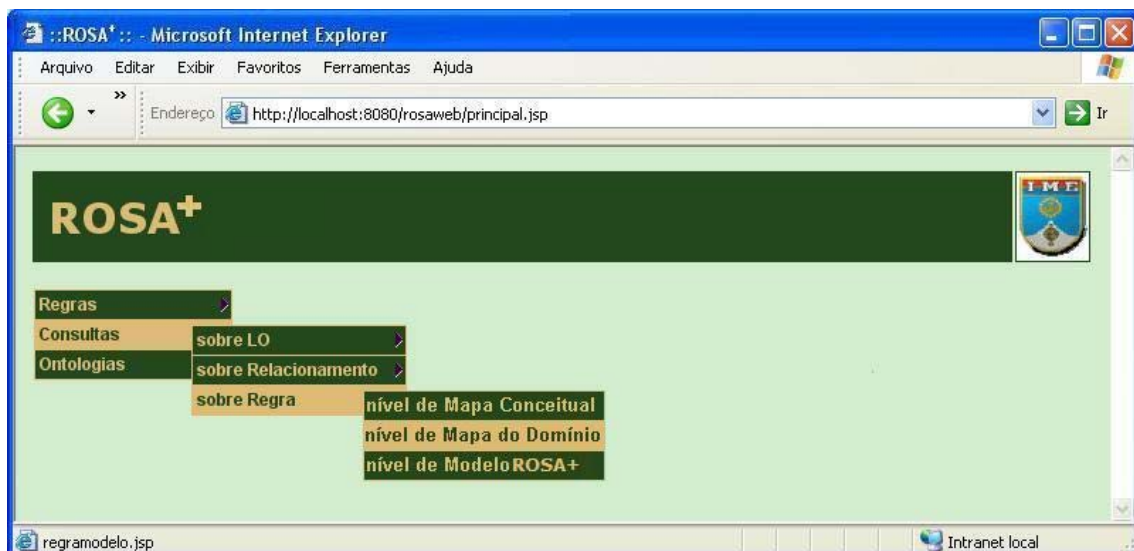 ::ROSA⁺:: - Microsoft Internet Explorer
Arquivo Editar Exibir Favoritos Ferramentas Ajuda
» Endereço http://localhost:8080/rosaweb/principal.jsp Ir
ROSA⁺
IME
Regras
Consultas
Ontologias
sobre LO
sobre Relacionamento
sobre Regra
nível de Mapa Conceitual
nível de Mapa do Domínio
nível de ModeloROSA+
regramodelo.jsp Intranet local